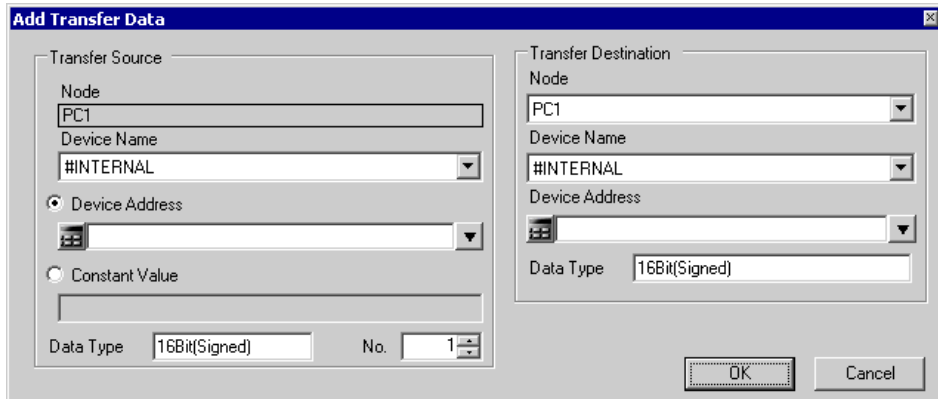 Add Transfer Data
Transfer Source
Node
PC1
Device Name
#INTERNAL
Device Address
Constant Value
Data Type 16Bit(Signed) No. 1
Transfer Destination
Node
PC1
Device Name
#INTERNAL
Device Address
Data Type 16Bit(Signed)
OK Cancel